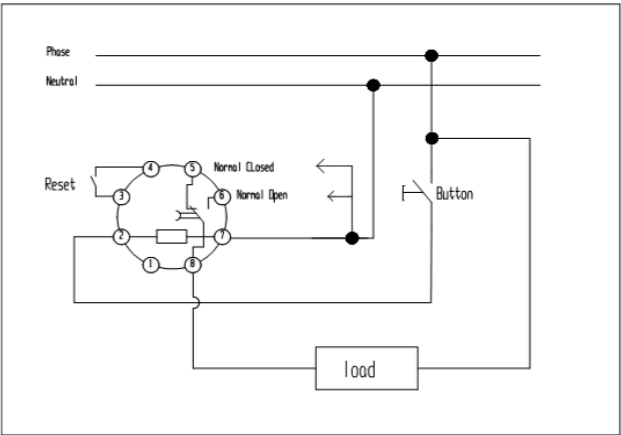 Phase
Neutral
4
5
Normal CLosed
Reset
3
6
Normal Open
Button
2
7
1
8
load